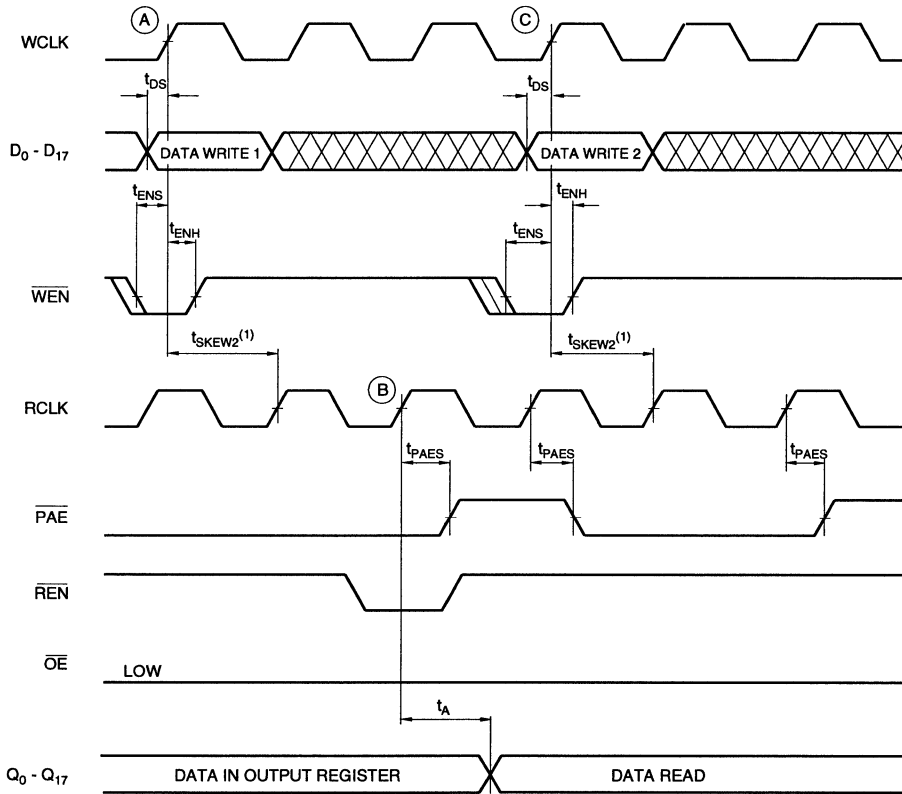 A
C
WCLK
tDS
tDS
D0 - D17
DATA WRITE 1
DATA WRITE 2
tENS
tENH
tENS
tENH
WEN
tSKEW2(1)
tSKEW2(1)
RCLK
B
tPAES
tPAES
tPAES
PAE
REN
OE
LOW
tA
Q0 - Q17
DATA IN OUTPUT REGISTER
DATA READ